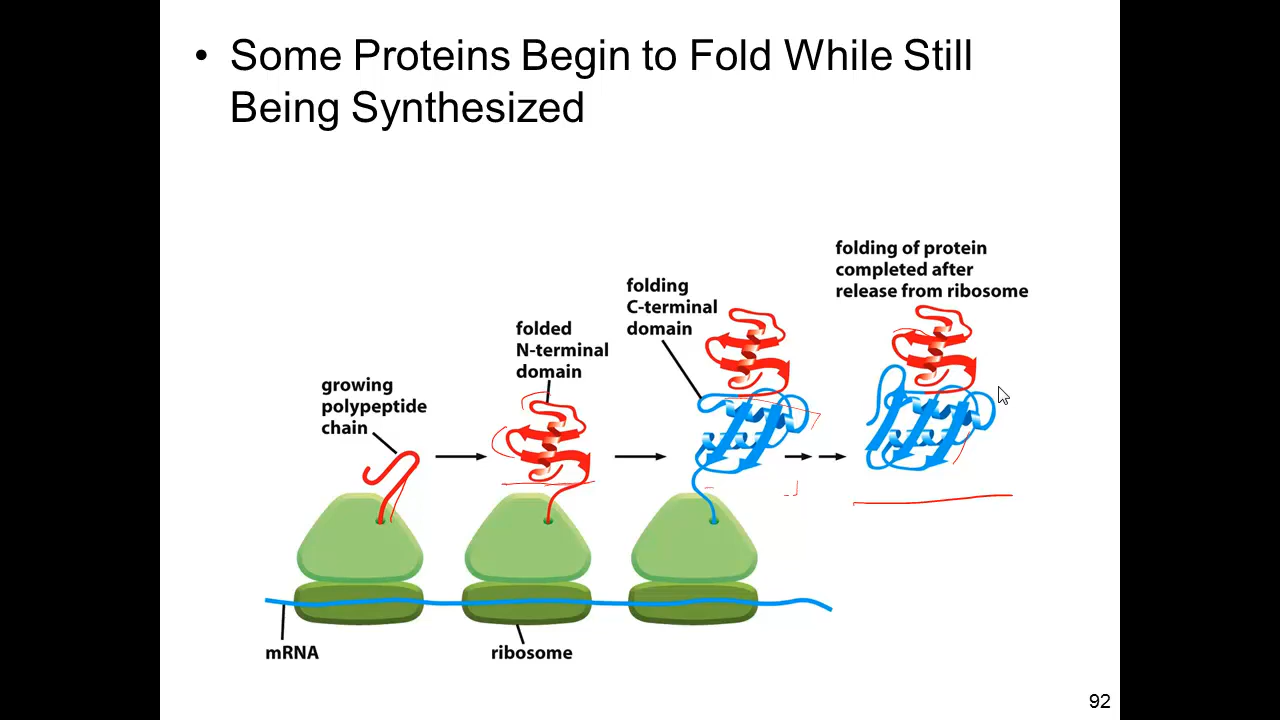 • Some Proteins Begin to Fold While Still
Being Synthesized
folding of protein
completed after
release from ribosome
folding
C-terminal
domain
folded
N-terminal
domain
growing
polypeptide
chain
mRNA
ribosome
92